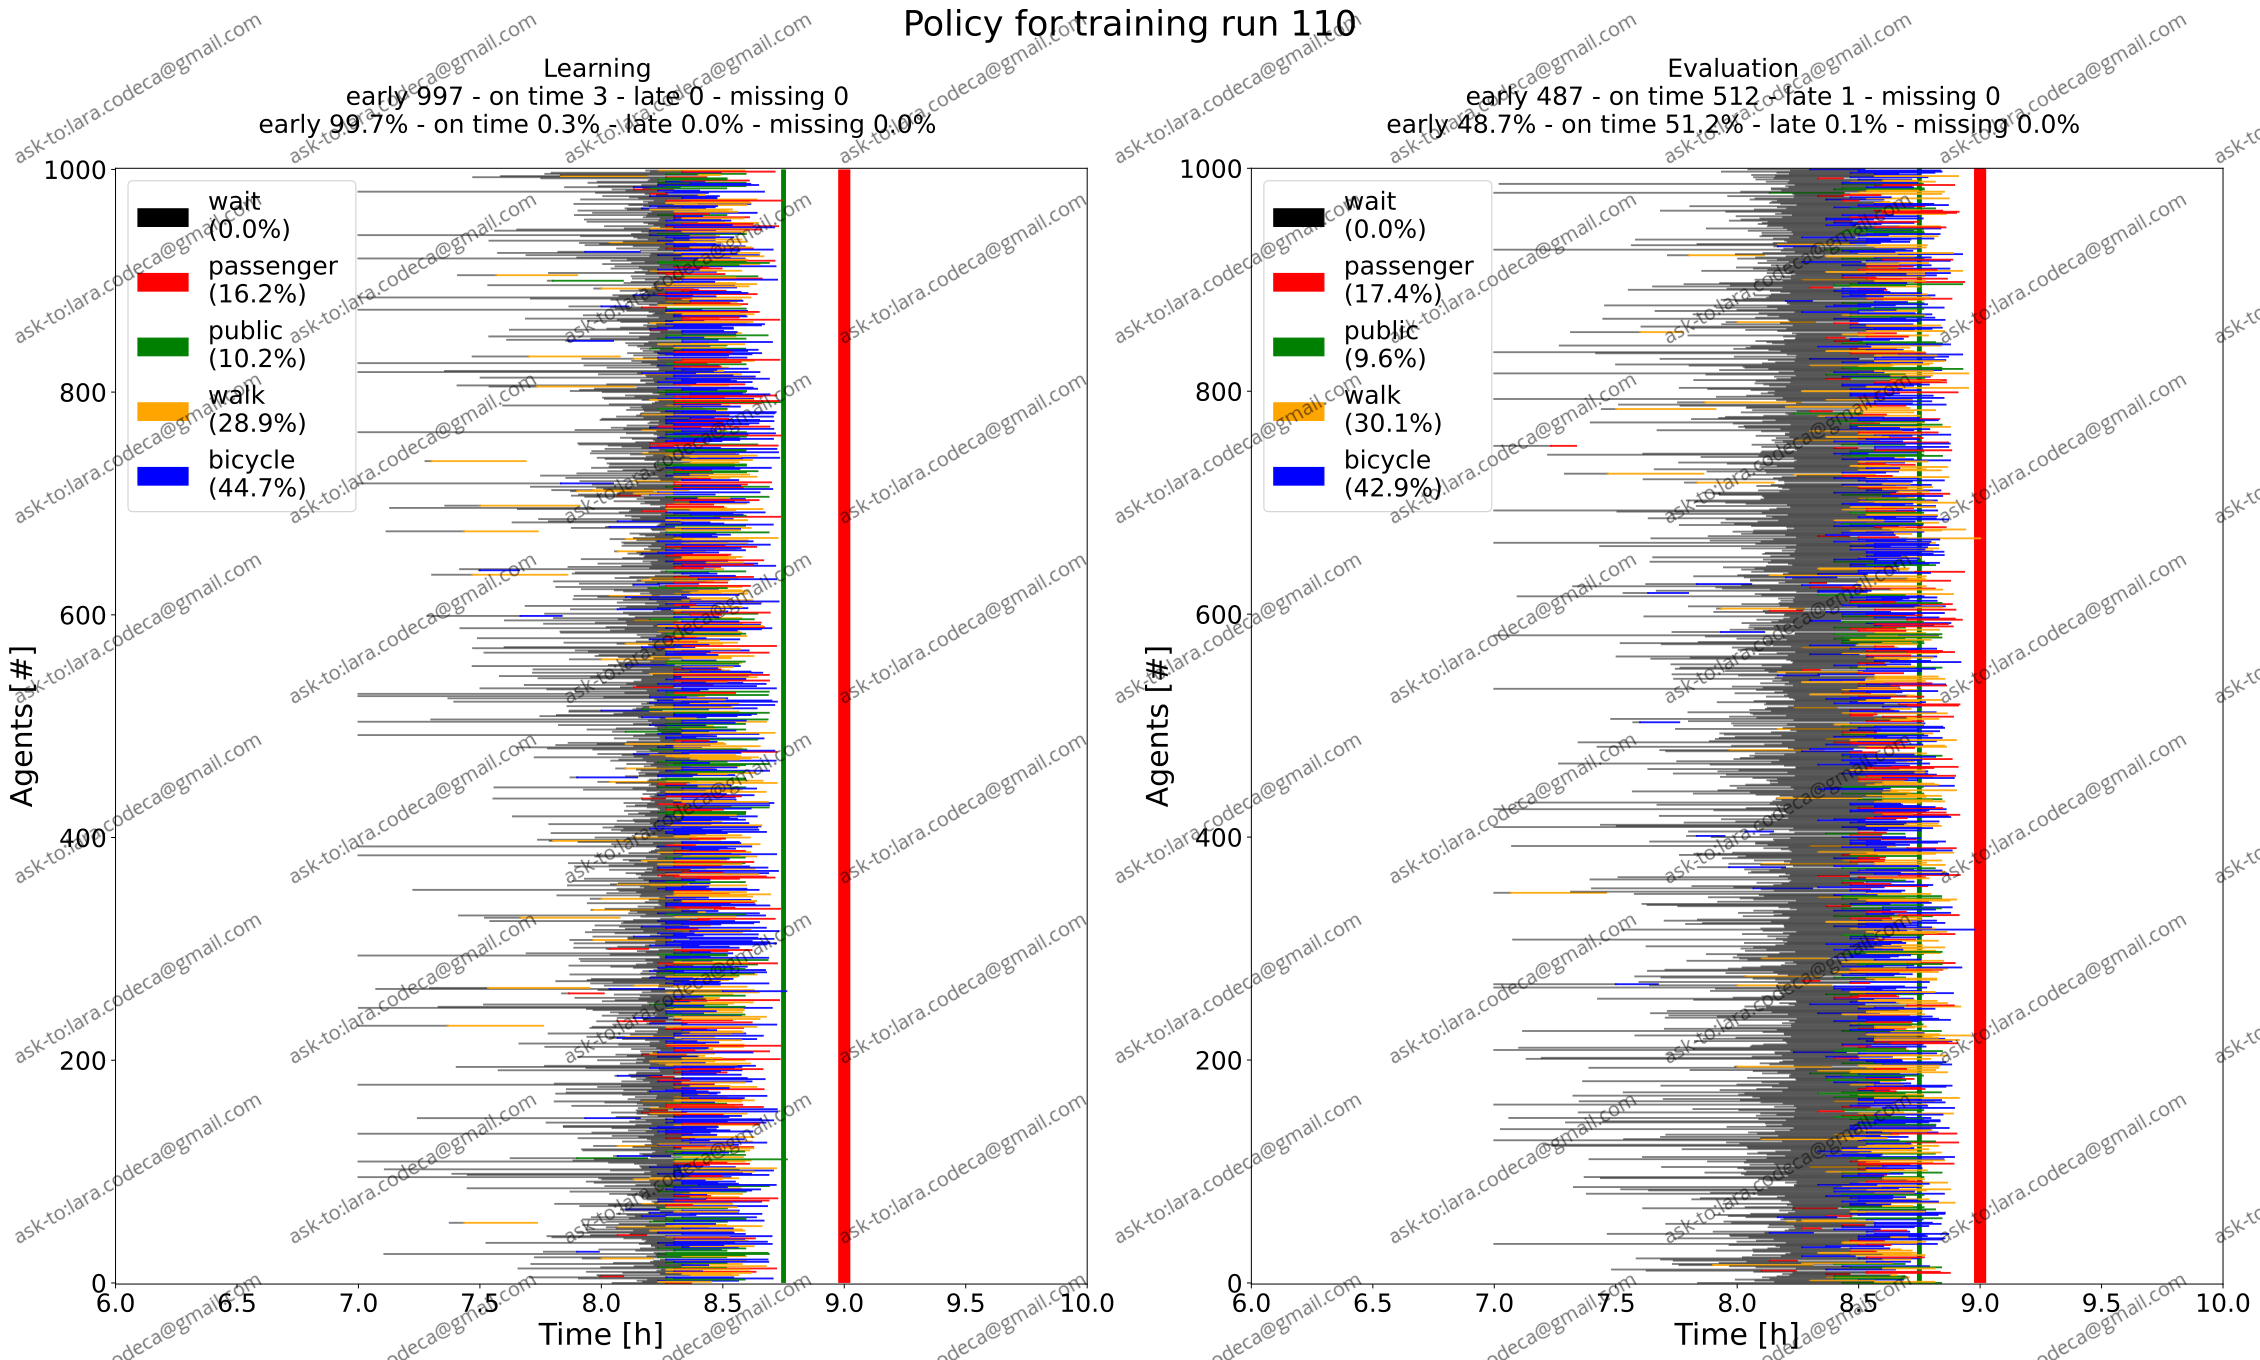 Policy for training run 110
Learning
early 997 - on time 3 - late 0 - missing 0
early 99.7% - on time 0.3% - late 0.0% - missing 0.0%
wait
(0.0%)
passenger
(16.2%)
public
(10.2%)
walk
(28.9%)
bicycle
(44.7%)
Agents [#]
1000
800
600
400
200
0
6.0 6.5 7.0 7.5 8.0 8.5 9.0 9.5 10.0
Time [h]
Evaluation
early 487 - on time 512 - late 1 - missing 0
early 48.7% - on time 51.2% - late 0.1% - missing 0.0%
wait
(0.0%)
passenger
(17.4%)
public
(9.6%)
walk
(30.1%)
bicycle
(42.9%)
Agents [#]
1000
800
600
400
200
0
6.0 6.5 7.0 7.5 8.0 8.5 9.0 9.5 10.0
Time [h]
ask-to:lara.codeca@gmail.com